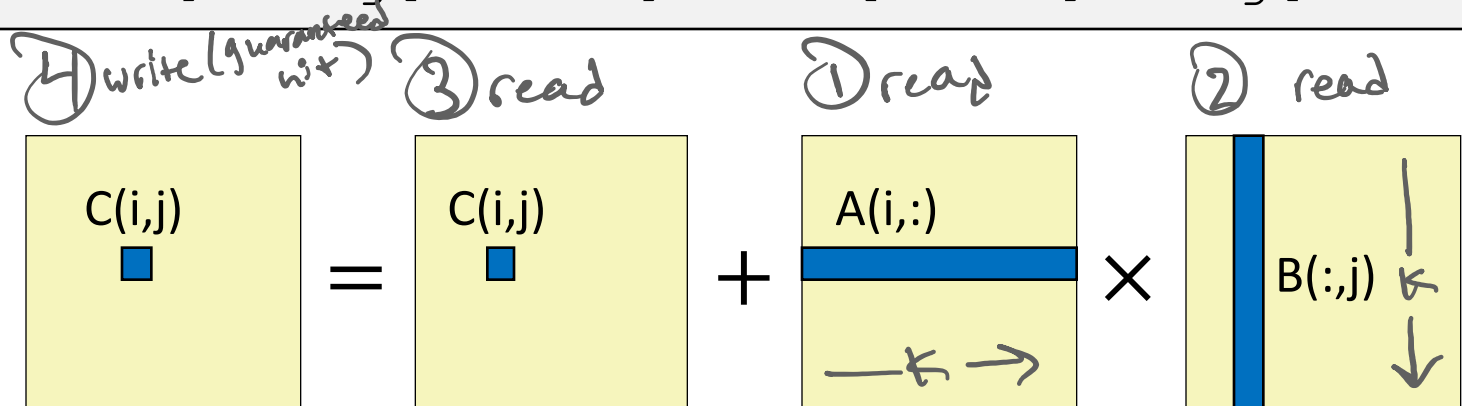 ④ write (guaranteed hit) ③ read ① read ② read
C(i,j) = C(i,j) + A(i,:) × B(:,j) k
k